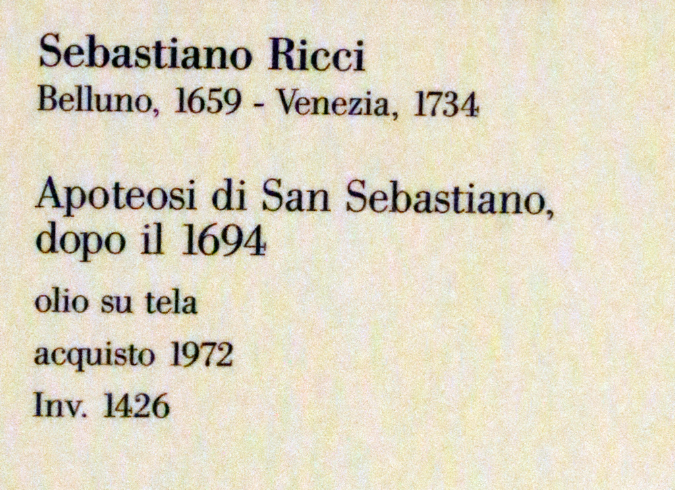 Sebastiano Ricci
Belluno, 1659 - Venezia, 1734
Apoteosi di San Sebastiano,
dopo il 1694
olio su tela
acquisto 1972
Inv. 1426